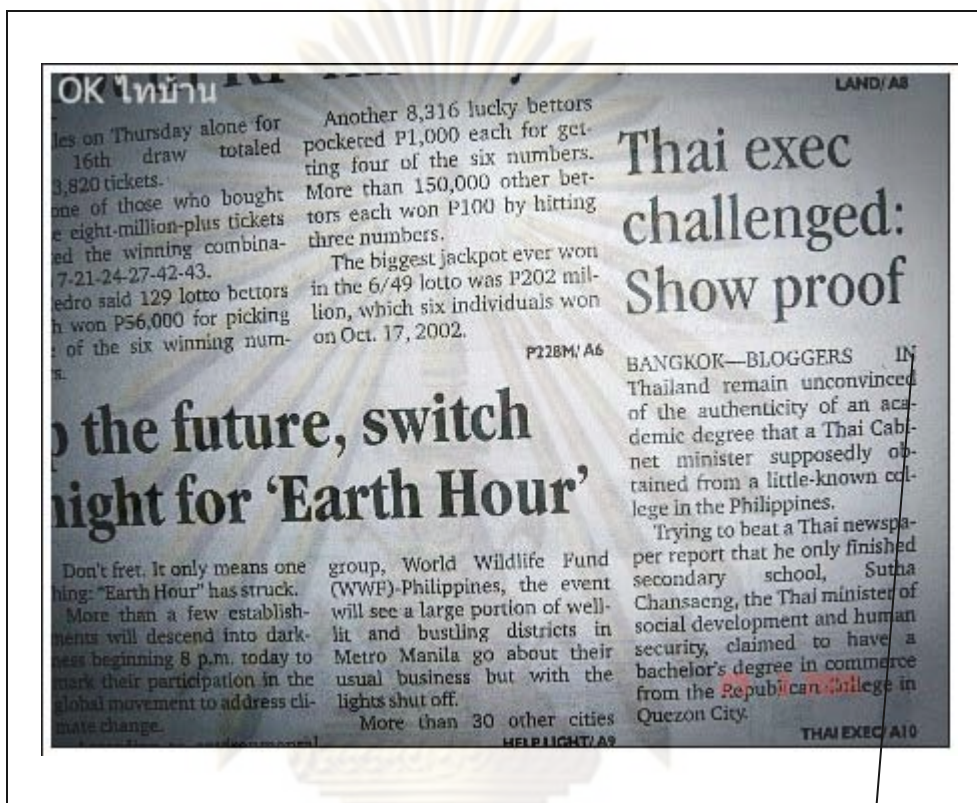 OK ไทบ้าน
les on Thursday alone for
16th draw totaled
3,820 tickets.
one of those who bought
e eight-million-plus tickets
ed the winning combina-
7-21-24-27-42-43.
edro said 129 lotto bettors
h won P56,000 for picking
of the six winning num-
s.
Another 8,316 lucky bettors
pocketed P1,000 each for get-
ting four of the six numbers.
More than 150,000 other bet-
tors each won P100 by hitting
three numbers.
The biggest jackpot ever won
in the 6/49 lotto was P202 mil-
lion, which six individuals won
on Oct. 17, 2002.
P228M/ A6
the future, switch
night for ‘Earth Hour’
Don't fret. It only means one
hing: "Earth Hour" has struck.
More than a few establish-
ments will descend into dark-
ness beginning 8 p.m. today to
mark their participation in the
global movement to address cli-
mate change.
group, World Wildlife Fund
(WWF)-Philippines, the event
will see a large portion of well-
lit and bustling districts in
Metro Manila go about their
usual business but with the
lights shut off.
More than 30 other cities
HELP LIGHT/ A9
LAND/ A8
Thai exec
challenged:
Show proof
BANGKOK—BLOGGERS IN
Thailand remain unconvinced
of the authenticity of an aca-
demic degree that a Thai Cabi-
net minister supposedly ob-
tained from a little-known col-
lege in the Philippines.
Trying to beat a Thai newspa-
per report that he only finished
secondary school, Sutha
Chansaeng, the Thai minister of
social development and human
security, claimed to have a
bachelor's degree in commerce
from the Republican College in
Quezon City.
THAI EXEC/ A10